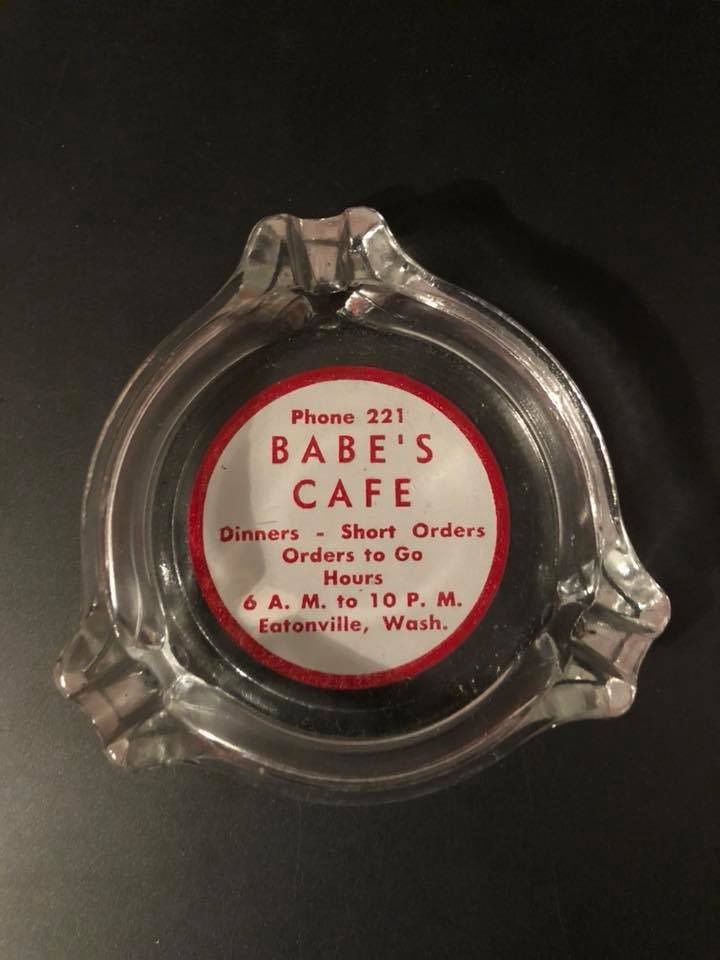 Phone 221
BABE'S
CAFE
Dinners - Short Orders
Orders to Go
Hours
6 A. M. to 10 P. M.
Eatonville, Wash.